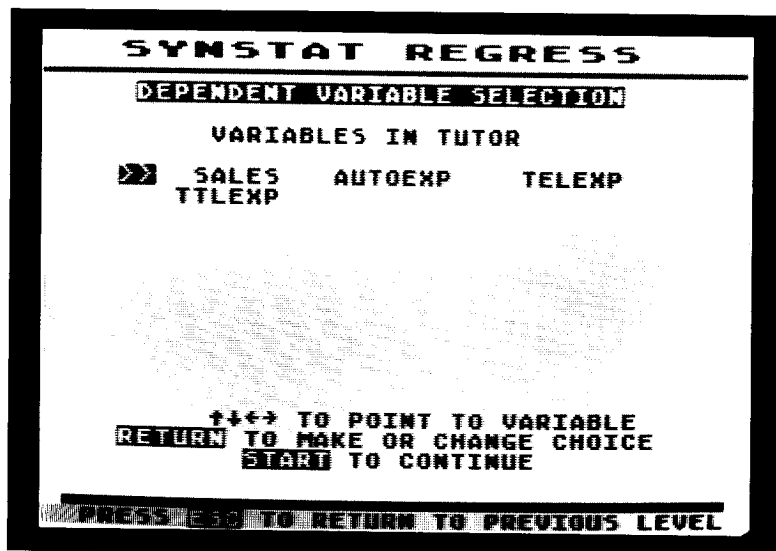 SYNSTAT REGRESS
DEPENDENT VARIABLE SELECTION
VARIABLES IN TUTOR
>> SALES AUTOEXP TELEXP
TTLEXP
↑↓←→ TO POINT TO VARIABLE
RETURN TO MAKE OR CHANGE CHOICE
START TO CONTINUE
PRESS ESC TO RETURN TO PREVIOUS LEVEL